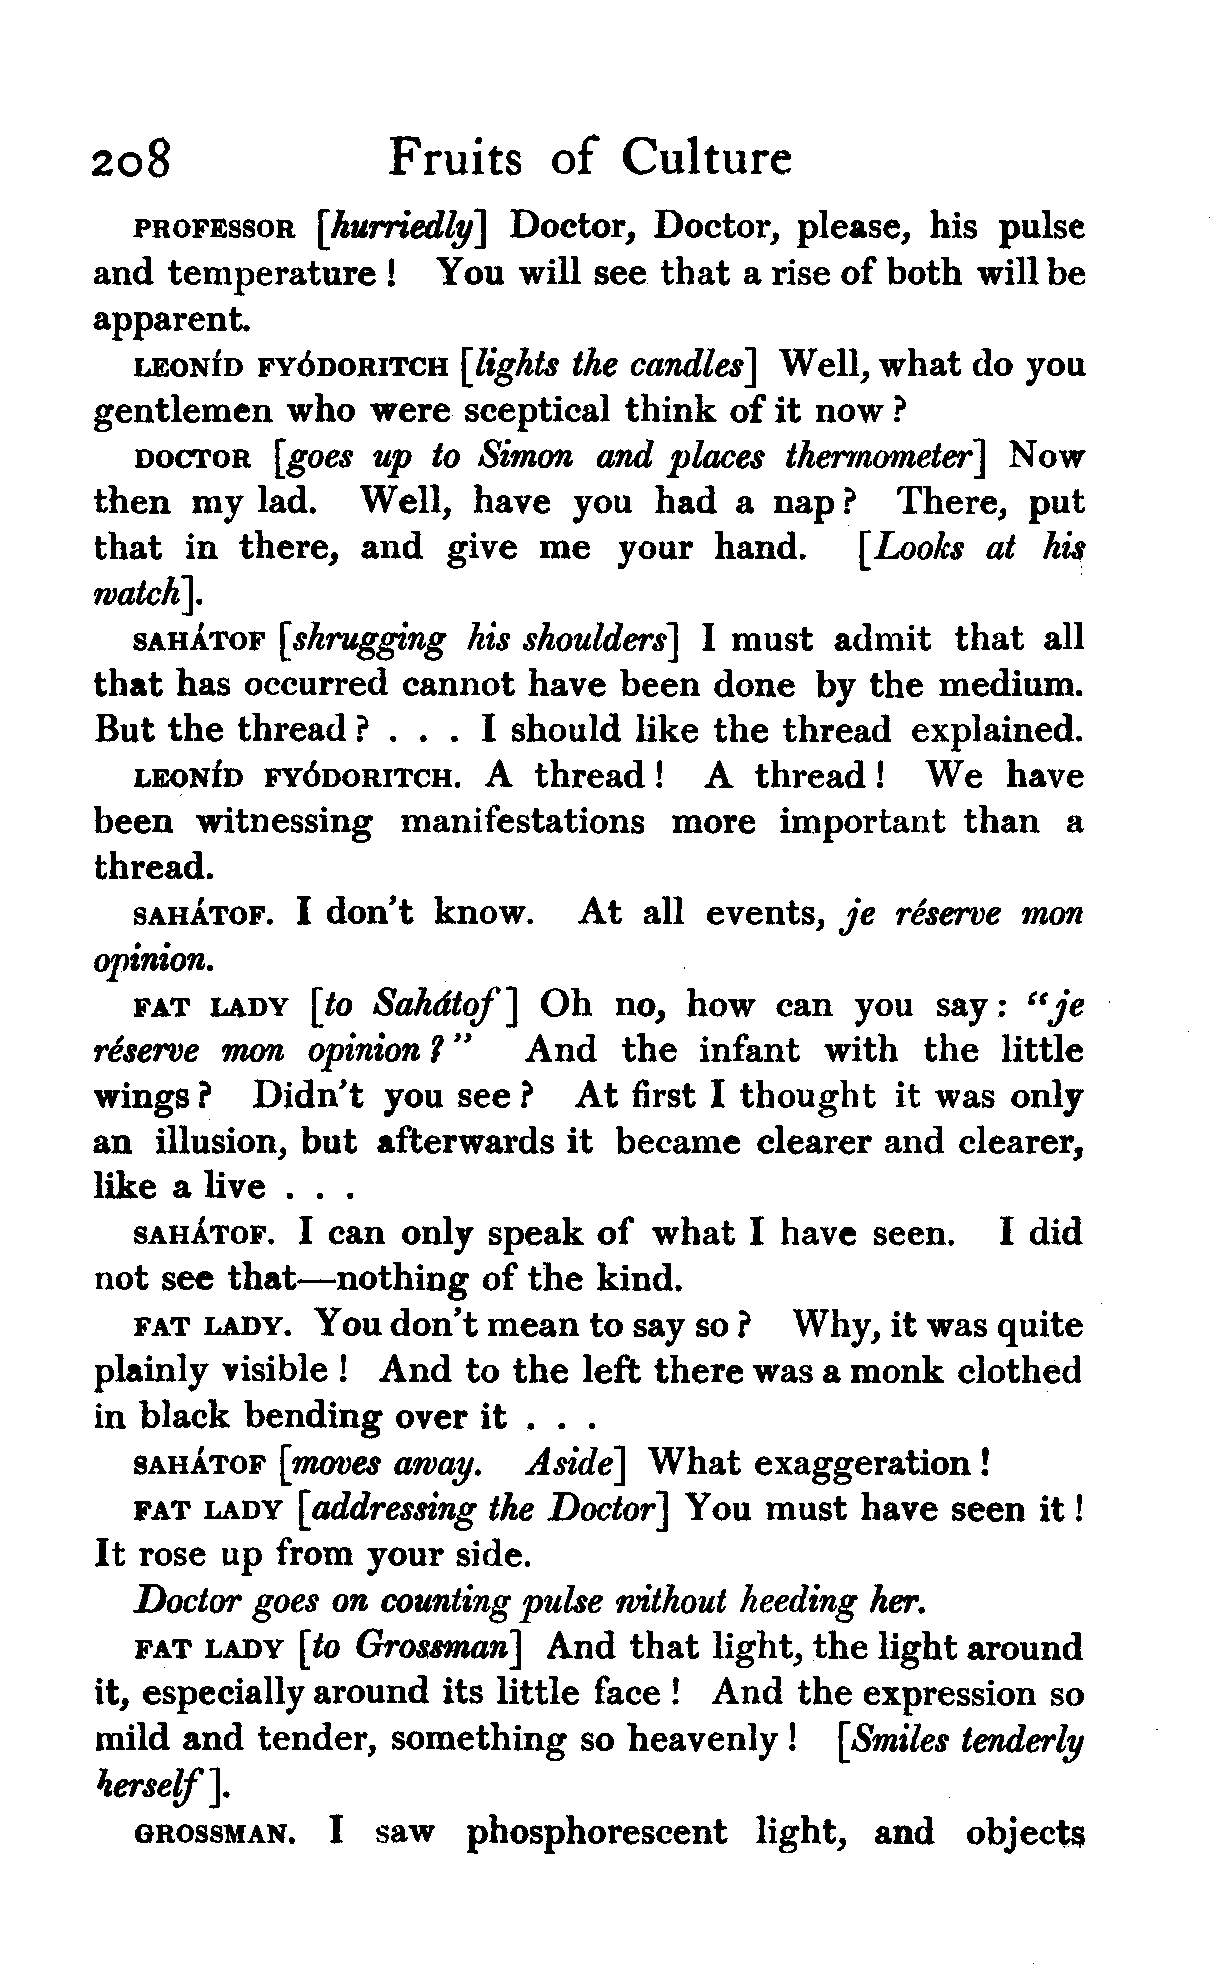 208 Fruits of Culture
PROFESSOR [hurriedly] Doctor, Doctor, please, his pulse
and temperature ! You will see that a rise of both will be
apparent.
LEONÍD FYÓDORITCH [lights the candles] Well, what do you
gentlemen who were sceptical think of it now ?
DOCTOR [goes up to Simon and places thermometer] Now
then my lad. Well, have you had a nap ? There, put
that in there, and give me your hand. [Looks at his
watch].
SAHÁTOF [shrugging his shoulders] I must admit that all
that has occurred cannot have been done by the medium.
But the thread ? . . . I should like the thread explained.
LEONÍD FYÓDORITCH. A thread ! A thread ! We have
been witnessing manifestations more important than a
thread.
SAHÁTOF. I don't know. At all events, je réserve mon
opinion.
FAT LADY [to Sahátof] Oh no, how can you say : "je
réserve mon opinion ? " And the infant with the little
wings ? Didn't you see ? At first I thought it was only
an illusion, but afterwards it became clearer and clearer,
like a live . . .
SAHÁTOF. I can only speak of what I have seen. I did
not see that—nothing of the kind.
FAT LADY. You don't mean to say so ? Why, it was quite
plainly visible ! And to the left there was a monk clothed
in black bending over it . . .
SAHÁTOF [moves away. Aside] What exaggeration !
FAT LADY [addressing the Doctor] You must have seen it !
It rose up from your side.
Doctor goes on counting pulse without heeding her.
FAT LADY [to Grossman] And that light, the light around
it, especially around its little face ! And the expression so
mild and tender, something so heavenly ! [Smiles tenderly
herself].
GROSSMAN. I saw phosphorescent light, and objects